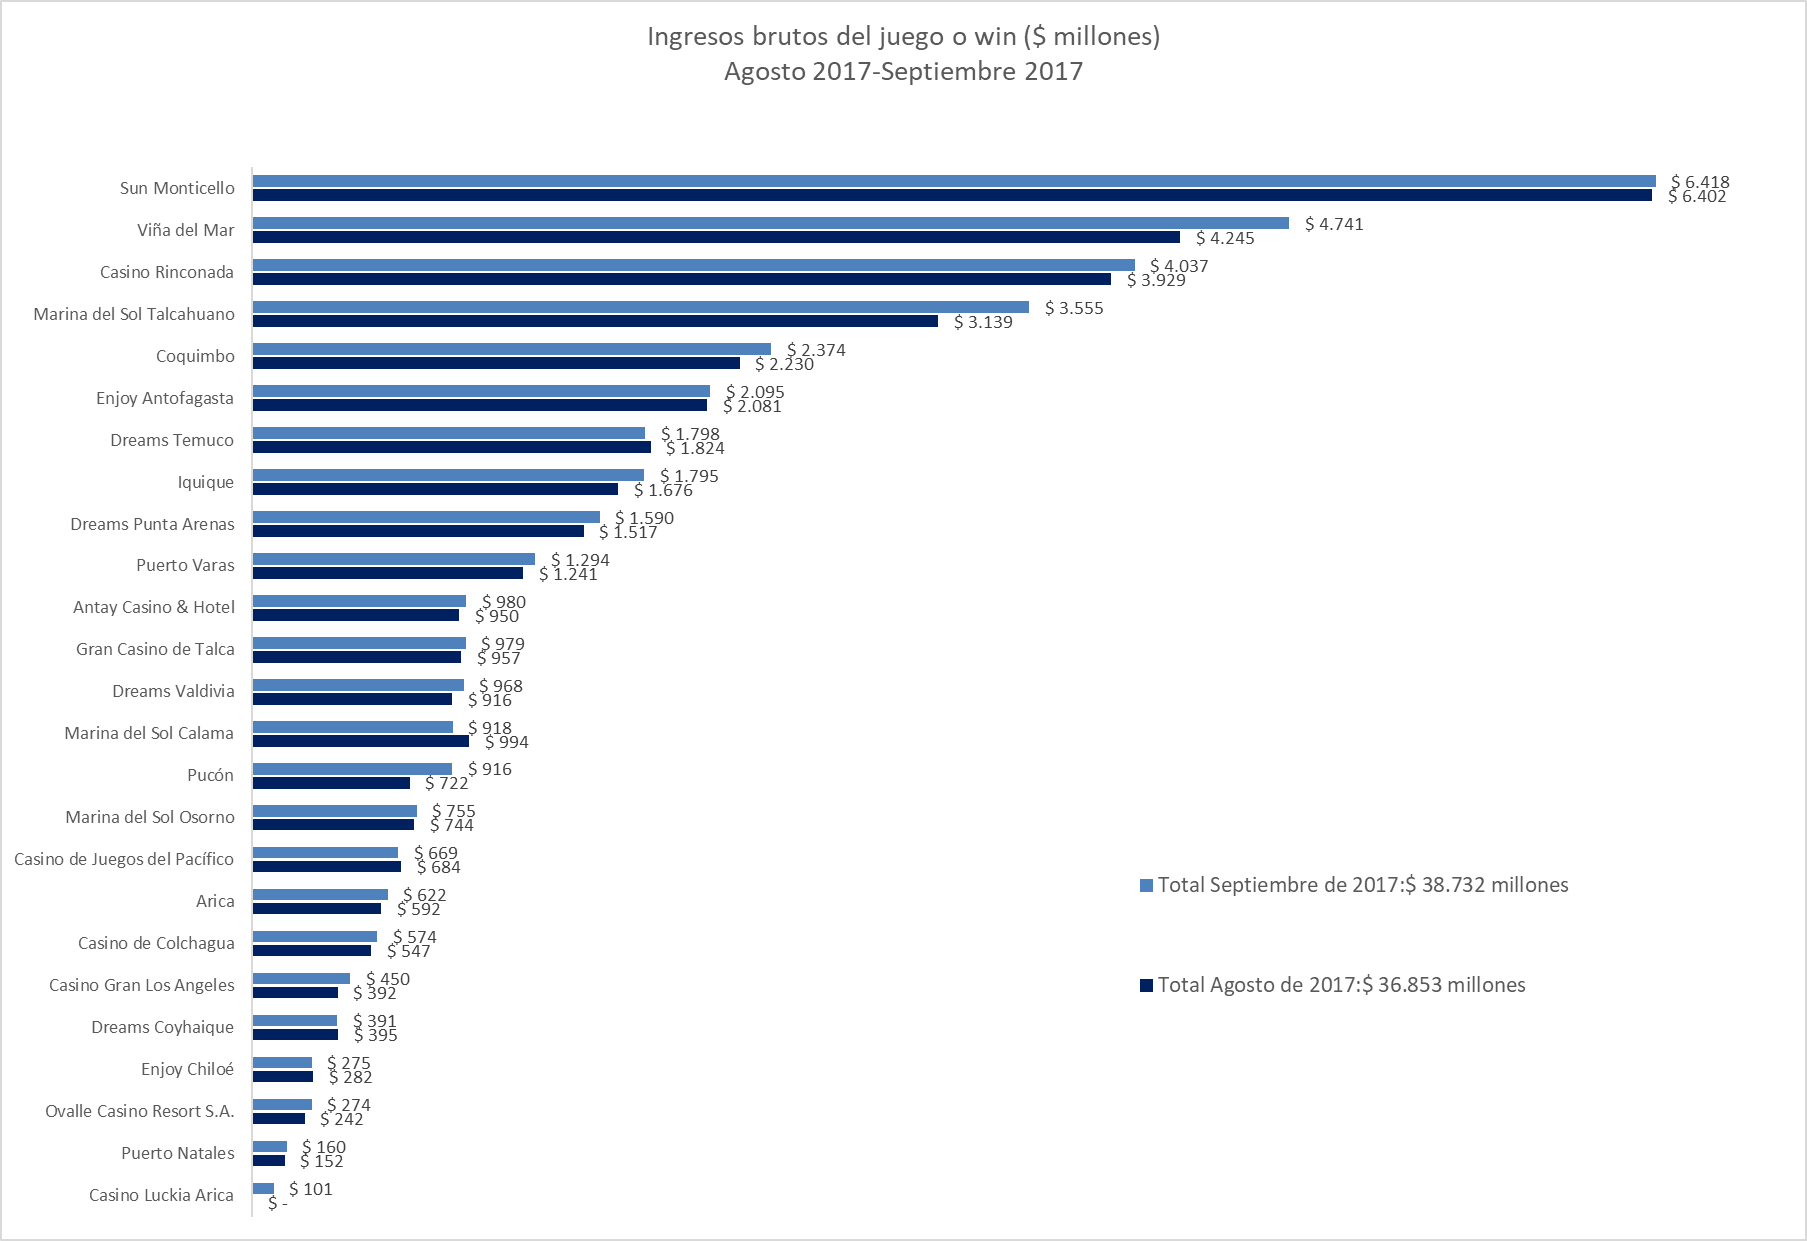 Ingresos brutos del juego o win ($ millones)
Agosto 2017-Septiembre 2017
Sun Monticello
$ 6.418
$ 6.402
Viña del Mar
$ 4.741
$ 4.245
Casino Rinconada
$ 4.037
$ 3.929
Marina del Sol Talcahuano
$ 3.555
$ 3.139
Coquimbo
$ 2.374
$ 2.230
Enjoy Antofagasta
$ 2.095
$ 2.081
Dreams Temuco
$ 1.798
$ 1.824
Iquique
$ 1.795
$ 1.676
Dreams Punta Arenas
$ 1.590
$ 1.517
Puerto Varas
$ 1.294
$ 1.241
Antay Casino & Hotel
$ 980
$ 950
Gran Casino de Talca
$ 979
$ 957
Dreams Valdivia
$ 968
$ 916
Marina del Sol Calama
$ 918
$ 994
Pucón
$ 916
$ 722
Marina del Sol Osorno
$ 755
$ 744
Casino de Juegos del Pacífico
$ 669
$ 684
Arica
$ 622
$ 592
Casino de Colchagua
$ 574
$ 547
Casino Gran Los Angeles
$ 450
$ 392
Dreams Coyhaique
$ 391
$ 395
Enjoy Chiloé
$ 275
$ 282
Ovalle Casino Resort S.A.
$ 274
$ 242
Puerto Natales
$ 160
$ 152
Casino Luckia Arica
$ 101
$ -
Total Septiembre de 2017:$ 38.732 millones
Total Agosto de 2017:$ 36.853 millones